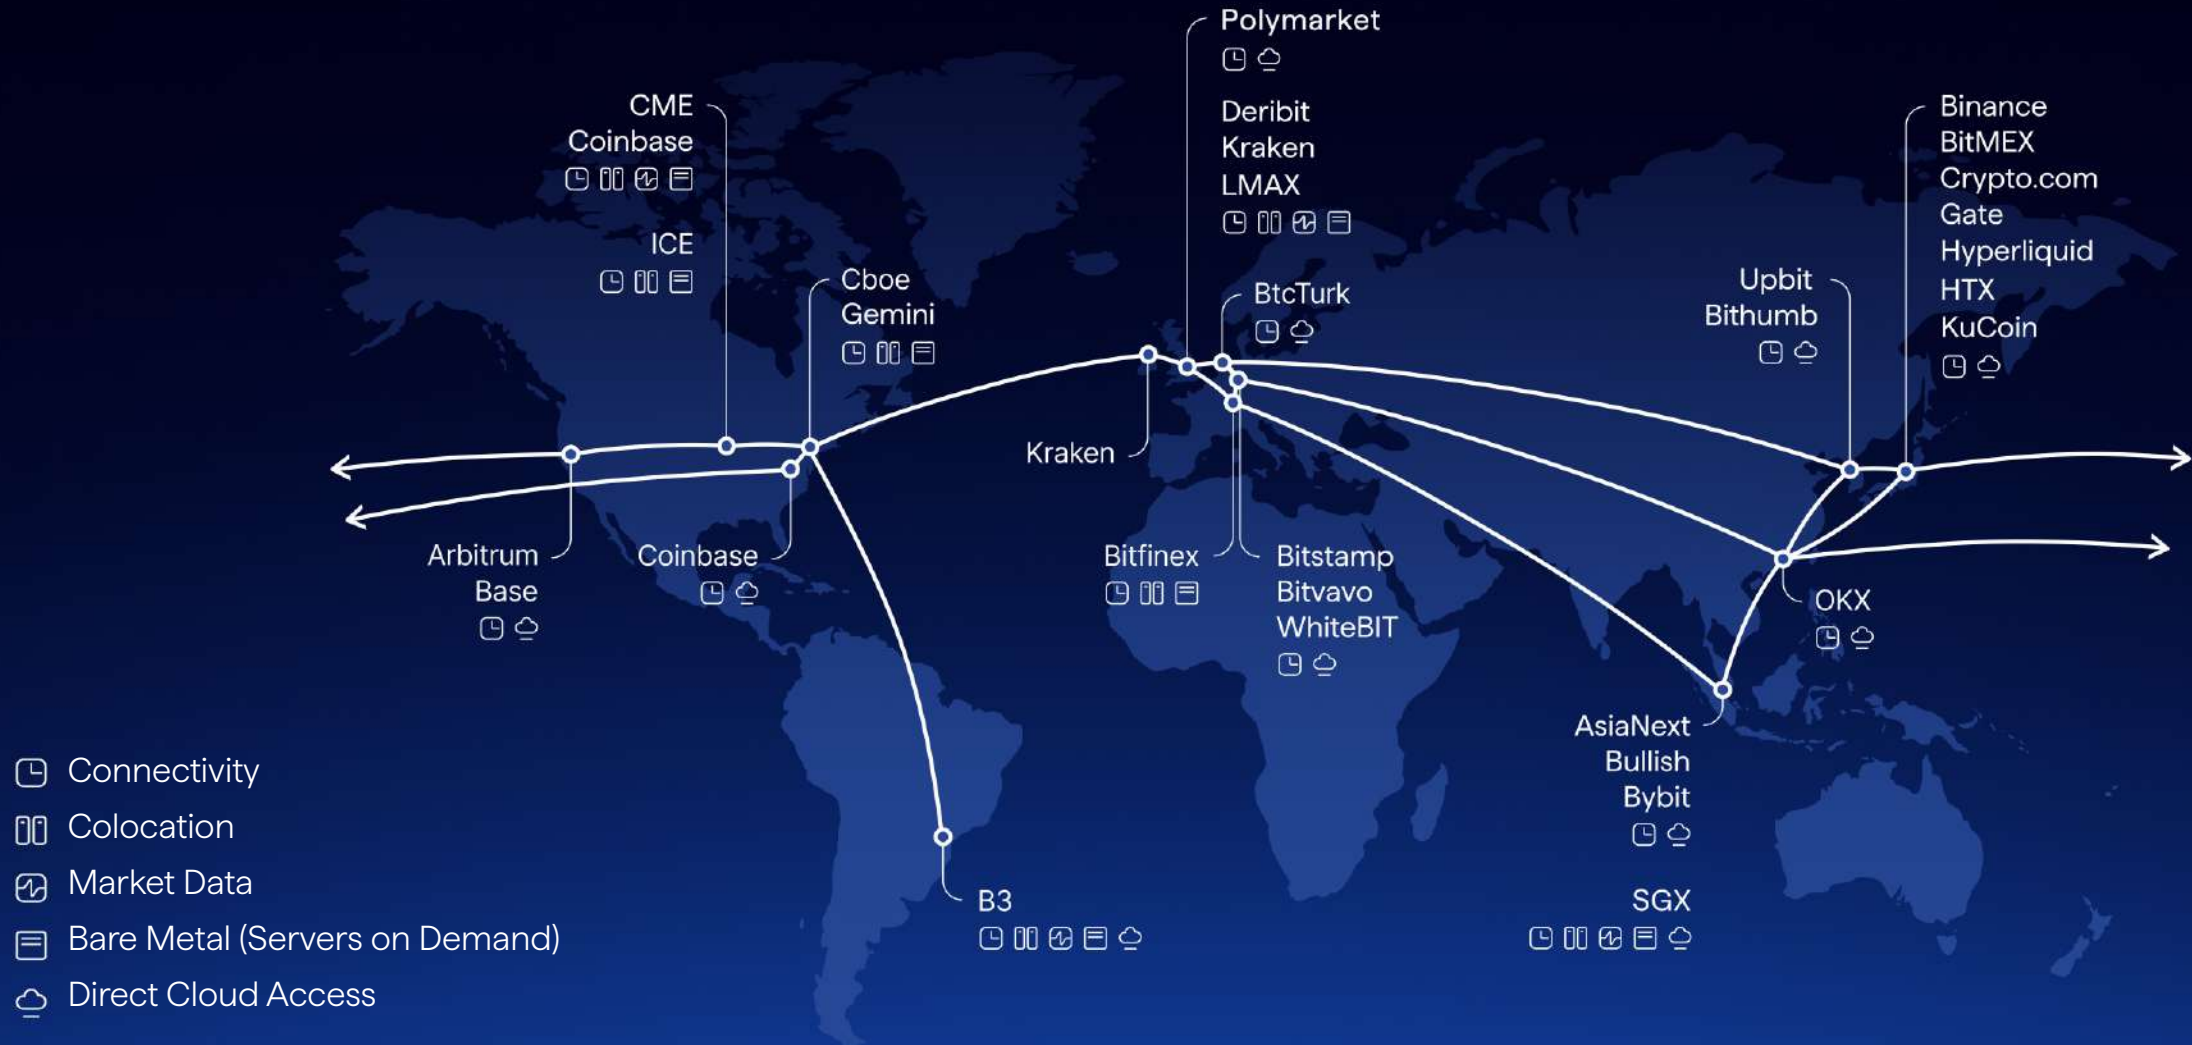 Polymarket
Deribit
Kraken
LMAX
CME
Coinbase
ICE
Cboe
Gemini
BtcTurk
Upbit
Bithumb
Binance
BitMEX
Crypto.com
Gate
Hyperliquid
HTX
KuCoin
Kraken
Arbitrum
Base
Coinbase
Bitfinex
Bitstamp
Bitvavo
WhiteBIT
OKX
AsiaNext
Bullish
Bybit
SGX
B3
Connectivity
Colocation
Market Data
Bare Metal (Servers on Demand)
Direct Cloud Access